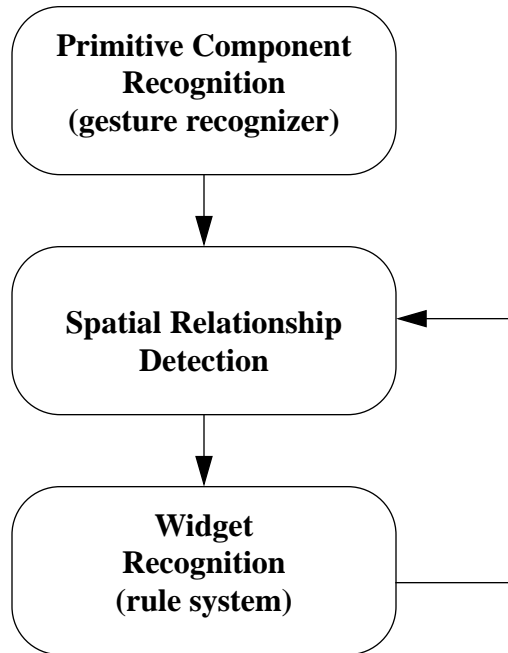 Primitive Component
Recognition
(gesture recognizer)
Spatial Relationship
Detection
Widget
Recognition
(rule system)